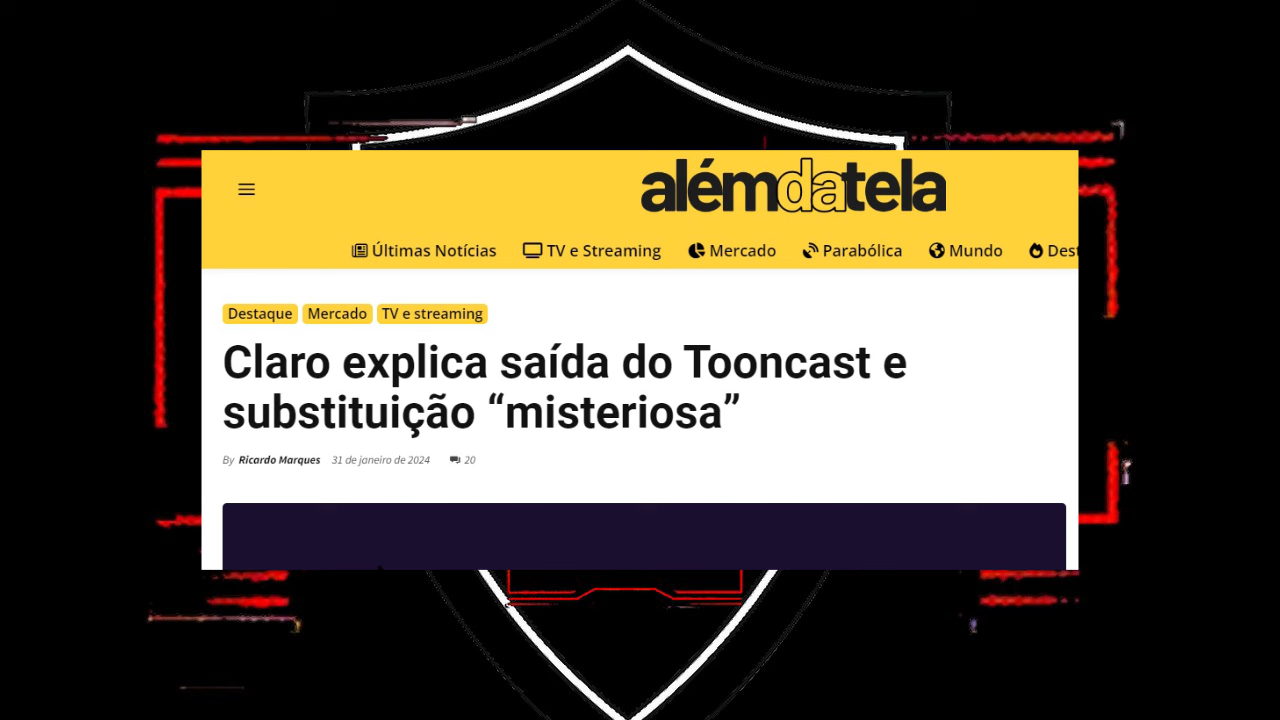 alémdatela
Últimas Notícias TV e Streaming Mercado Parabólica Mundo Dest
Destaque Mercado TV e streaming
Claro explica saída do Tooncast e
substituição “misteriosa”
By Ricardo Marques 31 de janeiro de 2024 20